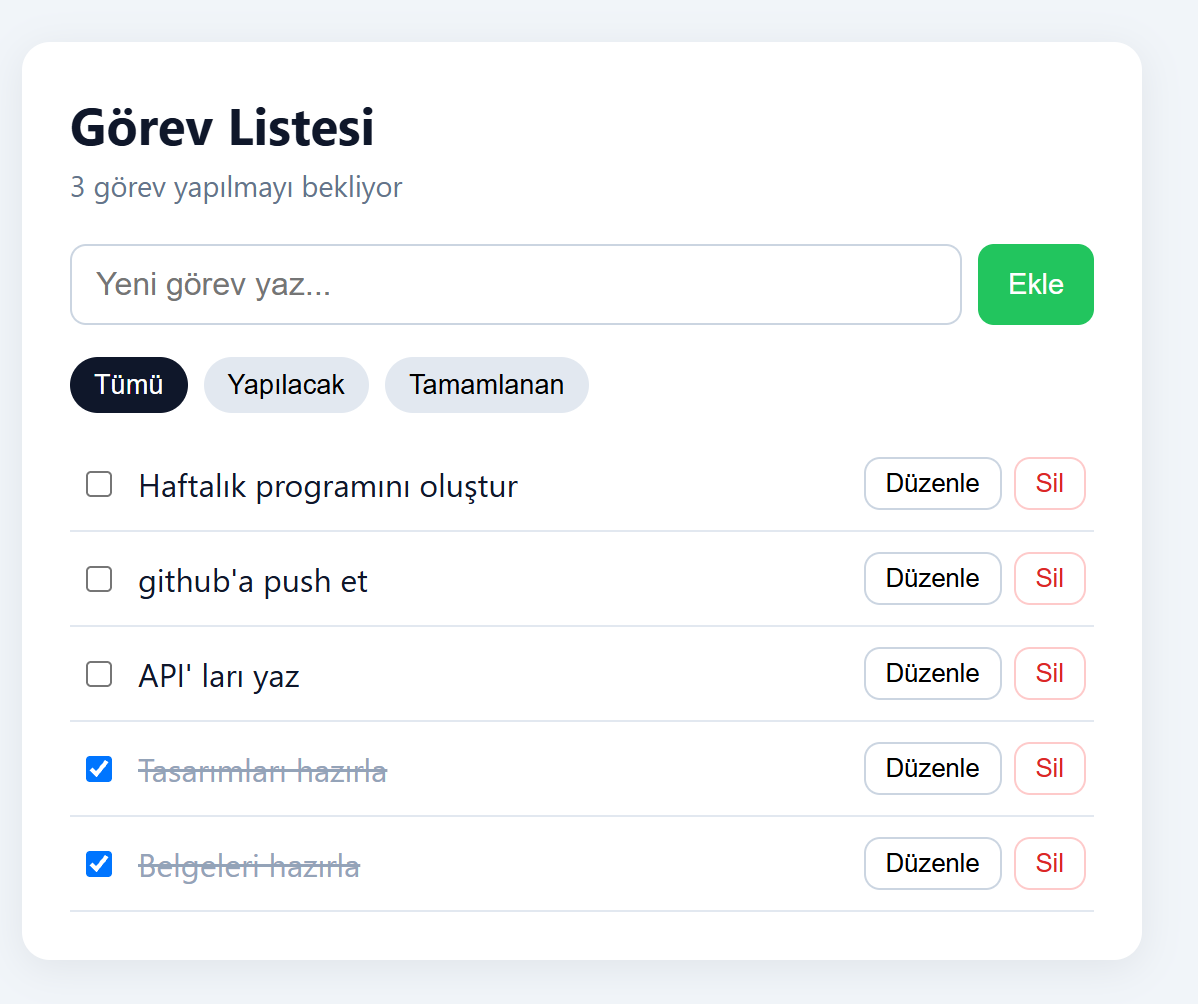 Görev Listesi
3 görev yapılmayı bekliyor
Yeni görev yaz... Ekle
Tümü Yapılacak Tamamlanan
Haftalık programını oluştur Düzenle Sil
github'a push et Düzenle Sil
API' ları yaz Düzenle Sil
Tasarımları hazırla Düzenle Sil
Belgeleri hazırla Düzenle Sil